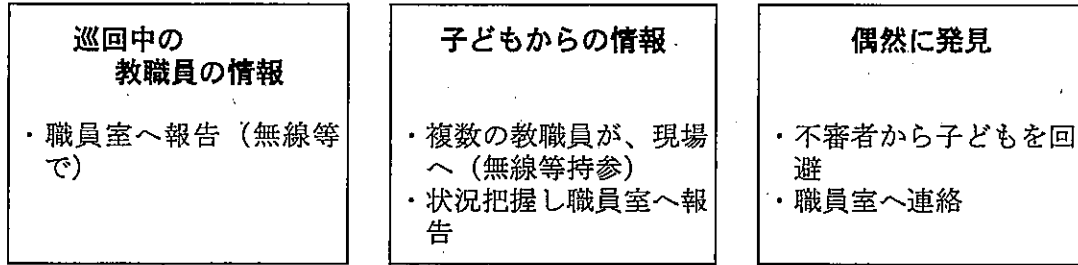 巡回中の
教職員の情報
・職員室へ報告（無線等
で）
子どもからの情報
・複数の教職員が、現場
へ（無線等持参）
・状況把握し職員室へ報
告
偶然に発見
・不審者から子どもを回
避
・職員室へ連絡